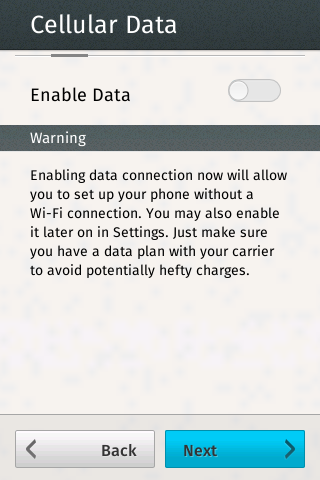 Cellular Data
Enable Data
Warning
Enabling data connection now will allow
you to set up your phone without a
Wi-Fi connection. You may also enable
it later on in Settings. Just make sure
you have a data plan with your carrier
to avoid potentially hefty charges.
Back
Next